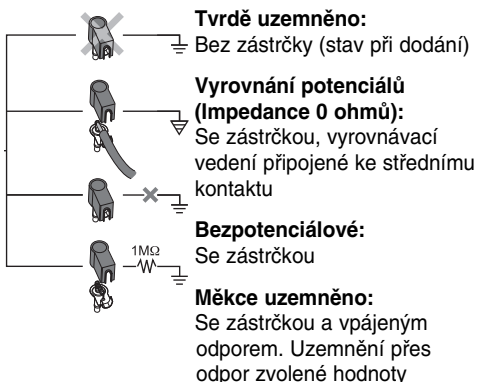 Tvrdě uzemněno:
Bez zástrčky (stav při dodání)
Vyrovnání potenciálů
(Impedance 0 ohmů):
Se zástrčkou, vyrovnávací
vedení připojené ke střednímu
kontaktu
Bezpotenciálové:
Se zástrčkou
1MΩ
Měkce uzemněno:
Se zástrčkou a vpájeným
odporem. Uzemnění přes
odpor zvolené hodnoty